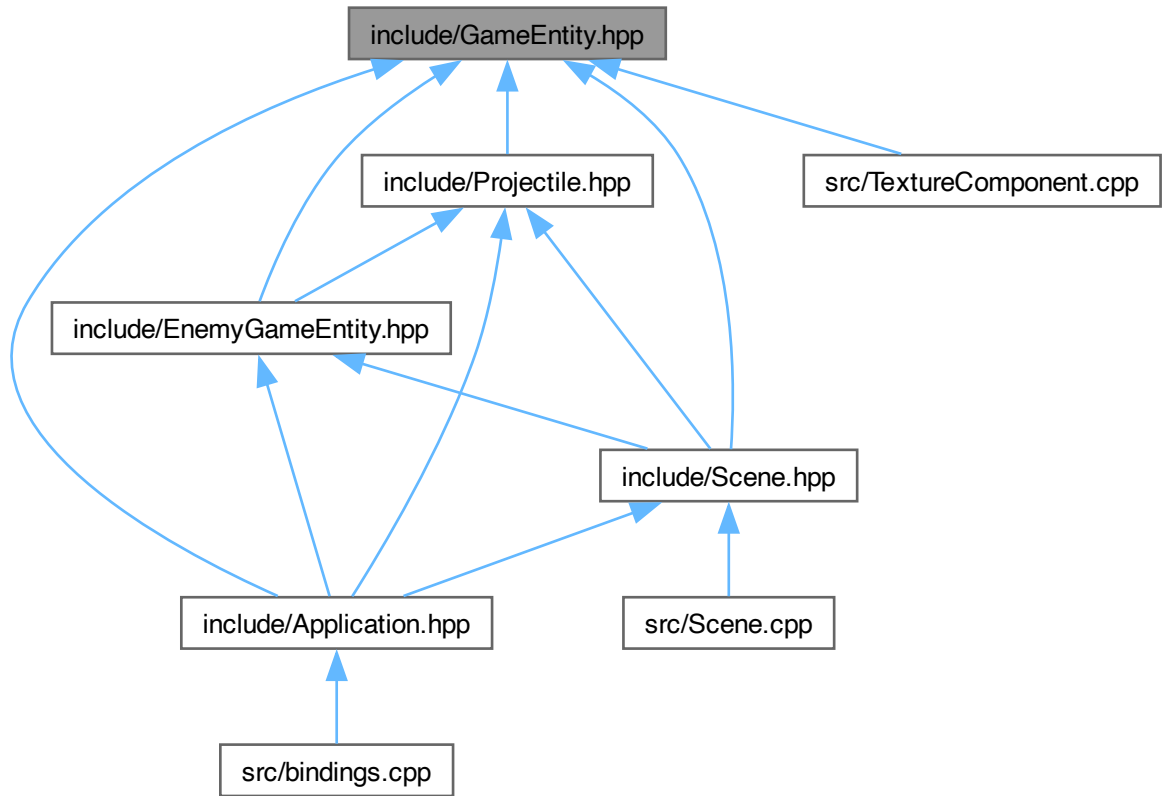 include/GameEntity.hpp
include/Projectile.hpp
src/TextureComponent.cpp
include/EnemyGameEntity.hpp
include/Scene.hpp
include/Application.hpp
src/Scene.cpp
src/bindings.cpp